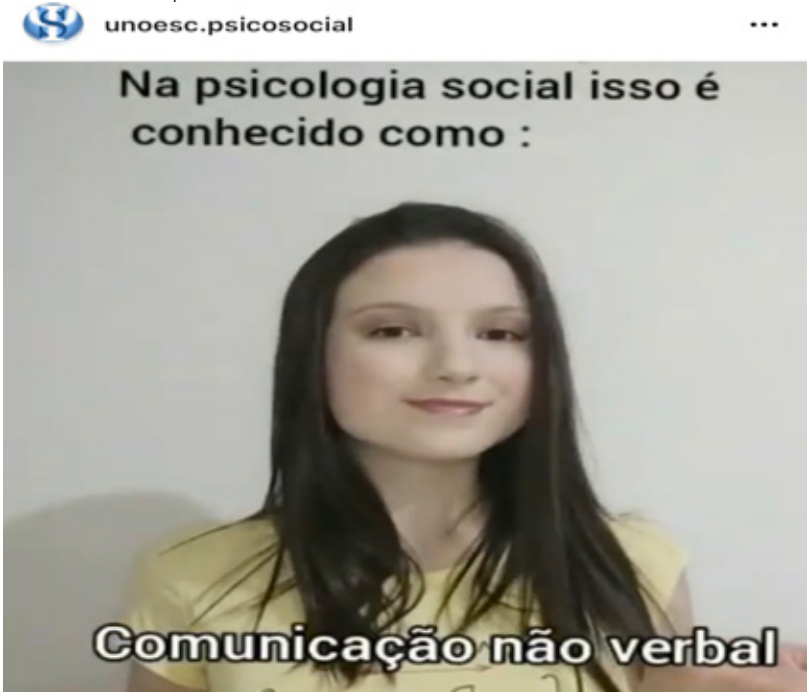 unoesc.psicosocial
Na psicologia social isso é
conhecido como :
Comunicação não verbal